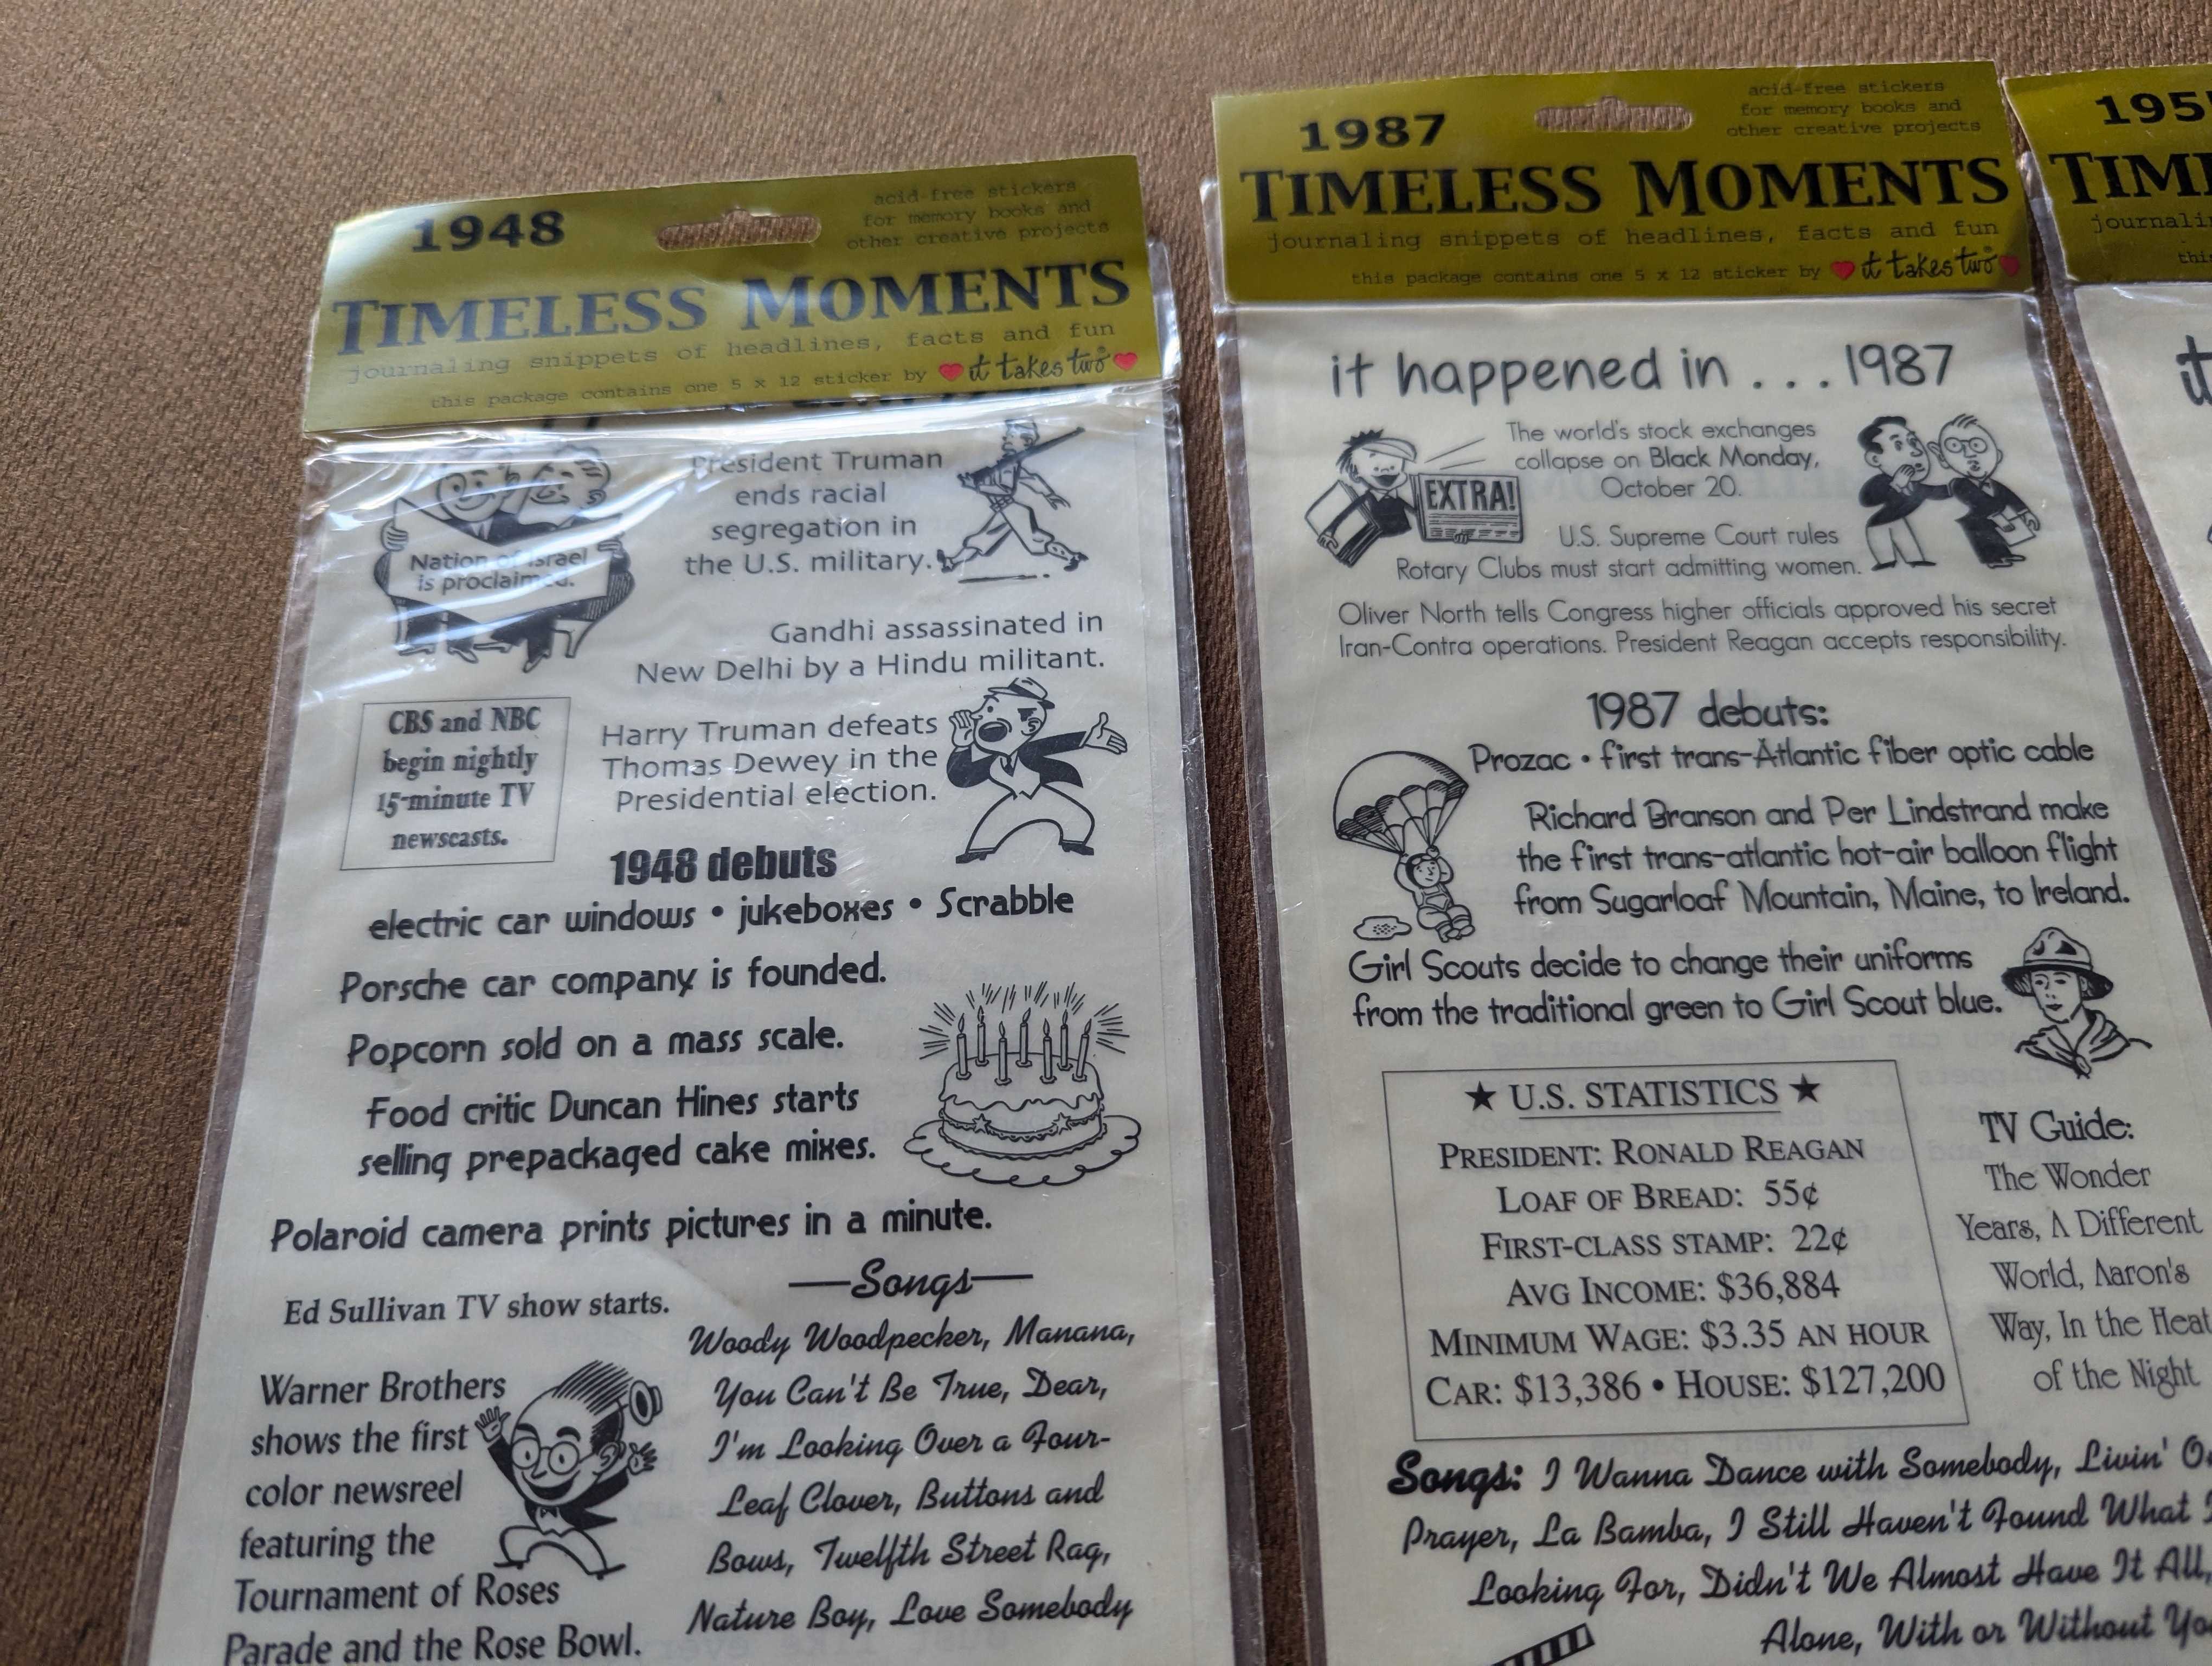 1948
acid-free stickers
for memory books and
other creative projects
TIMELESS MOMENTS
journaling snippets of headlines, facts and fun
this package contains one 5 x 12 sticker by it takes two
Nation of Israel
is proclaimed.
President Truman
ends racial
segregation in
the U.S. military.
Gandhi assassinated in
New Delhi by a Hindu militant.
CBS and NBC
begin nightly
15-minute TV
newscasts.
Harry Truman defeats
Thomas Dewey in the
Presidential election.
1948 debuts
electric car windows • jukeboxes • Scrabble
Porsche car company is founded.
Popcorn sold on a mass scale.
Food critic Duncan Hines starts
selling prepackaged cake mixes.
Polaroid camera prints pictures in a minute.
Ed Sullivan TV show starts.
Warner Brothers
shows the first
color newsreel
featuring the
Tournament of Roses
Parade and the Rose Bowl.
Songs
Woody Woodpecker, Manana,
You Can't Be True, Dear,
I'm Looking Over a Four-
Leaf Clover, Buttons and
Bows, Twelfth Street Rag,
Nature Boy, Love Somebody
1987
acid-free stickers
for memory books and
other creative projects
TIMELESS MOMENTS
journaling snippets of headlines, facts and fun
this package contains one 5 x 12 sticker by it takes two
it happened in . . . 1987
EXTRA!
The world's stock exchanges
collapse on Black Monday,
October 20.
U.S. Supreme Court rules
Rotary Clubs must start admitting women.
Oliver North tells Congress higher officials approved his secret
Iran-Contra operations. President Reagan accepts responsibility.
1987 debuts:
Prozac • first trans-Atlantic fiber optic cable
Richard Branson and Per Lindstrand make
the first trans-atlantic hot-air balloon flight
from Sugarloaf Mountain, Maine, to Ireland.
Girl Scouts decide to change their uniforms
from the traditional green to Girl Scout blue.
★ U.S. STATISTICS ★
PRESIDENT: RONALD REAGAN
LOAF OF BREAD: 55¢
FIRST-CLASS STAMP: 22¢
AVG INCOME: $36,884
MINIMUM WAGE: $3.35 AN HOUR
CAR: $13,386 • HOUSE: $127,200
TV Guide:
The Wonder
Years, A Different
World, Aaron's
Way, In the Heat
of the Night
Songs: I Wanna Dance with Somebody, Livin' O
Prayer, La Bamba, I Still Haven't Found What I
Looking For, Didn't We Almost Have It All,
Alone, With or Without Yo
195
TIM
journali
this
it